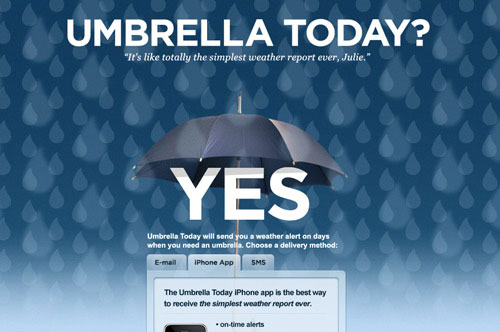 UMBRELLA TODAY?
“It's like totally the simplest weather report ever, Julie.”
YES
Umbrella Today will send you a weather alert on days
when you need an umbrella. Choose a delivery method:
E-mail iPhone App SMS
The Umbrella Today iPhone app is the best way
to receive the simplest weather report ever.
• on-time alerts